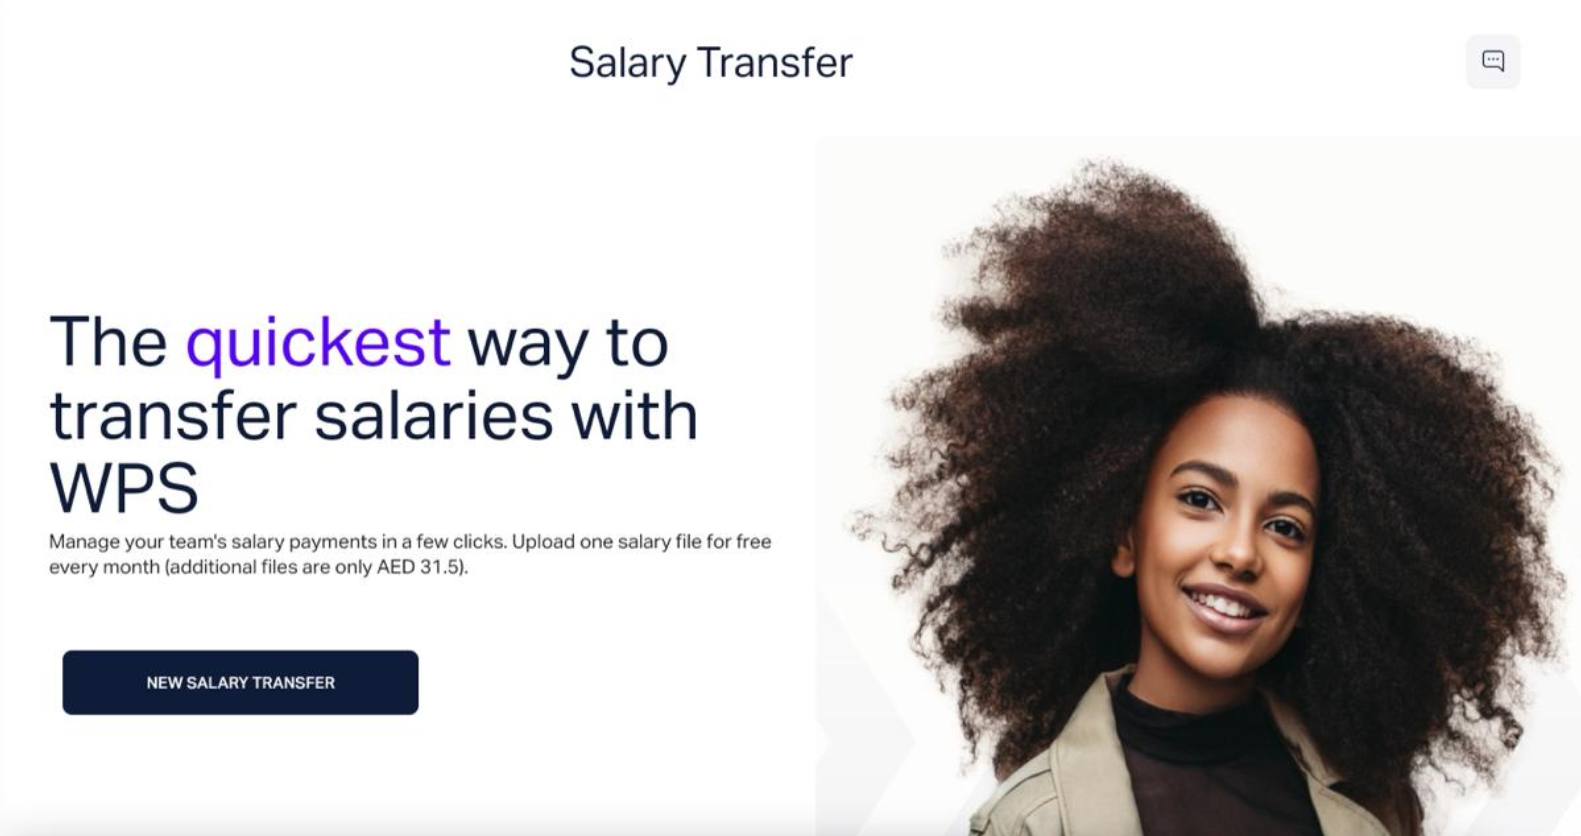 Salary Transfer
The quickest way to
transfer salaries with
WPS
Manage your team's salary payments in a few clicks. Upload one salary file for free
every month (additional files are only AED 31.5).
NEW SALARY TRANSFER